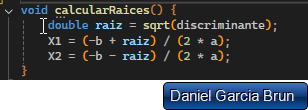 void calcularRaices() {
double raiz = sqrt(discriminante);
X1 = (-b + raiz) / (2 * a);
X2 = (-b - raiz) / (2 * a);
}
Daniel Garcia Brun